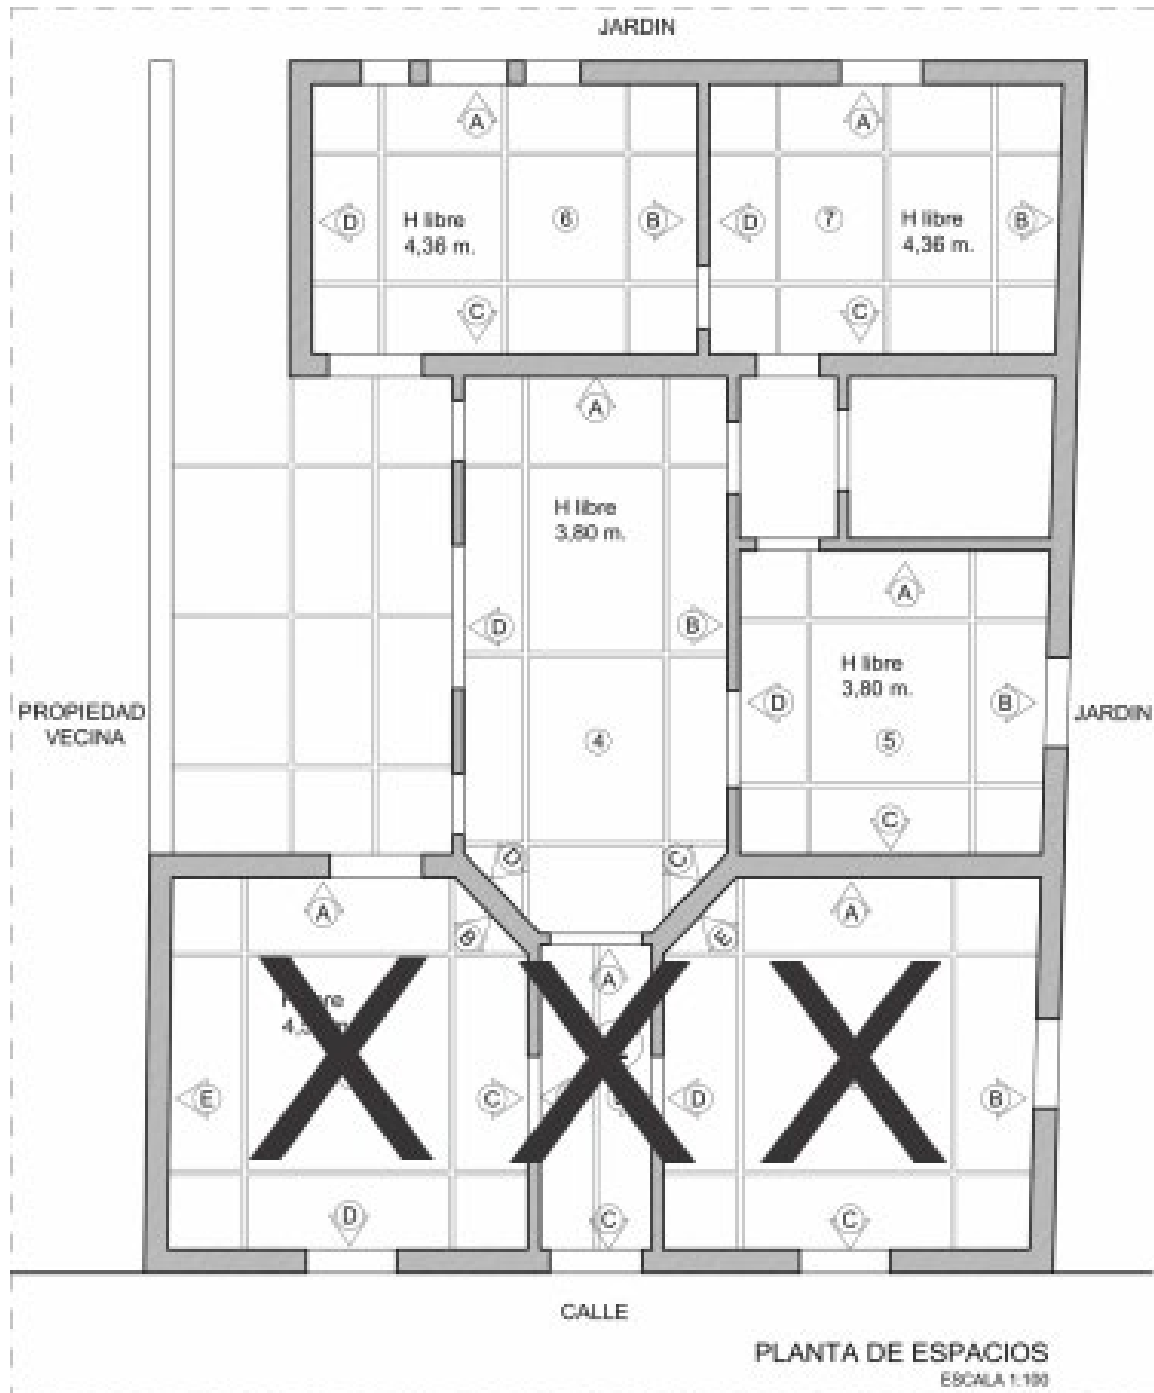 JARDIN
A
A
D
H libre
4,36 m.
6
B
D
7
H libre
4,36 m.
B
C
C
A
H libre
3,80 m.
D
B
A
H libre
3,80 m.
D
B
4
5
C
PROPIEDAD
VECINA
JARDIN
D
C
A
B
E
A
A
E
C
D
B
D
C
C
CALLE
PLANTA DE ESPACIOS
ESCALA 1:100